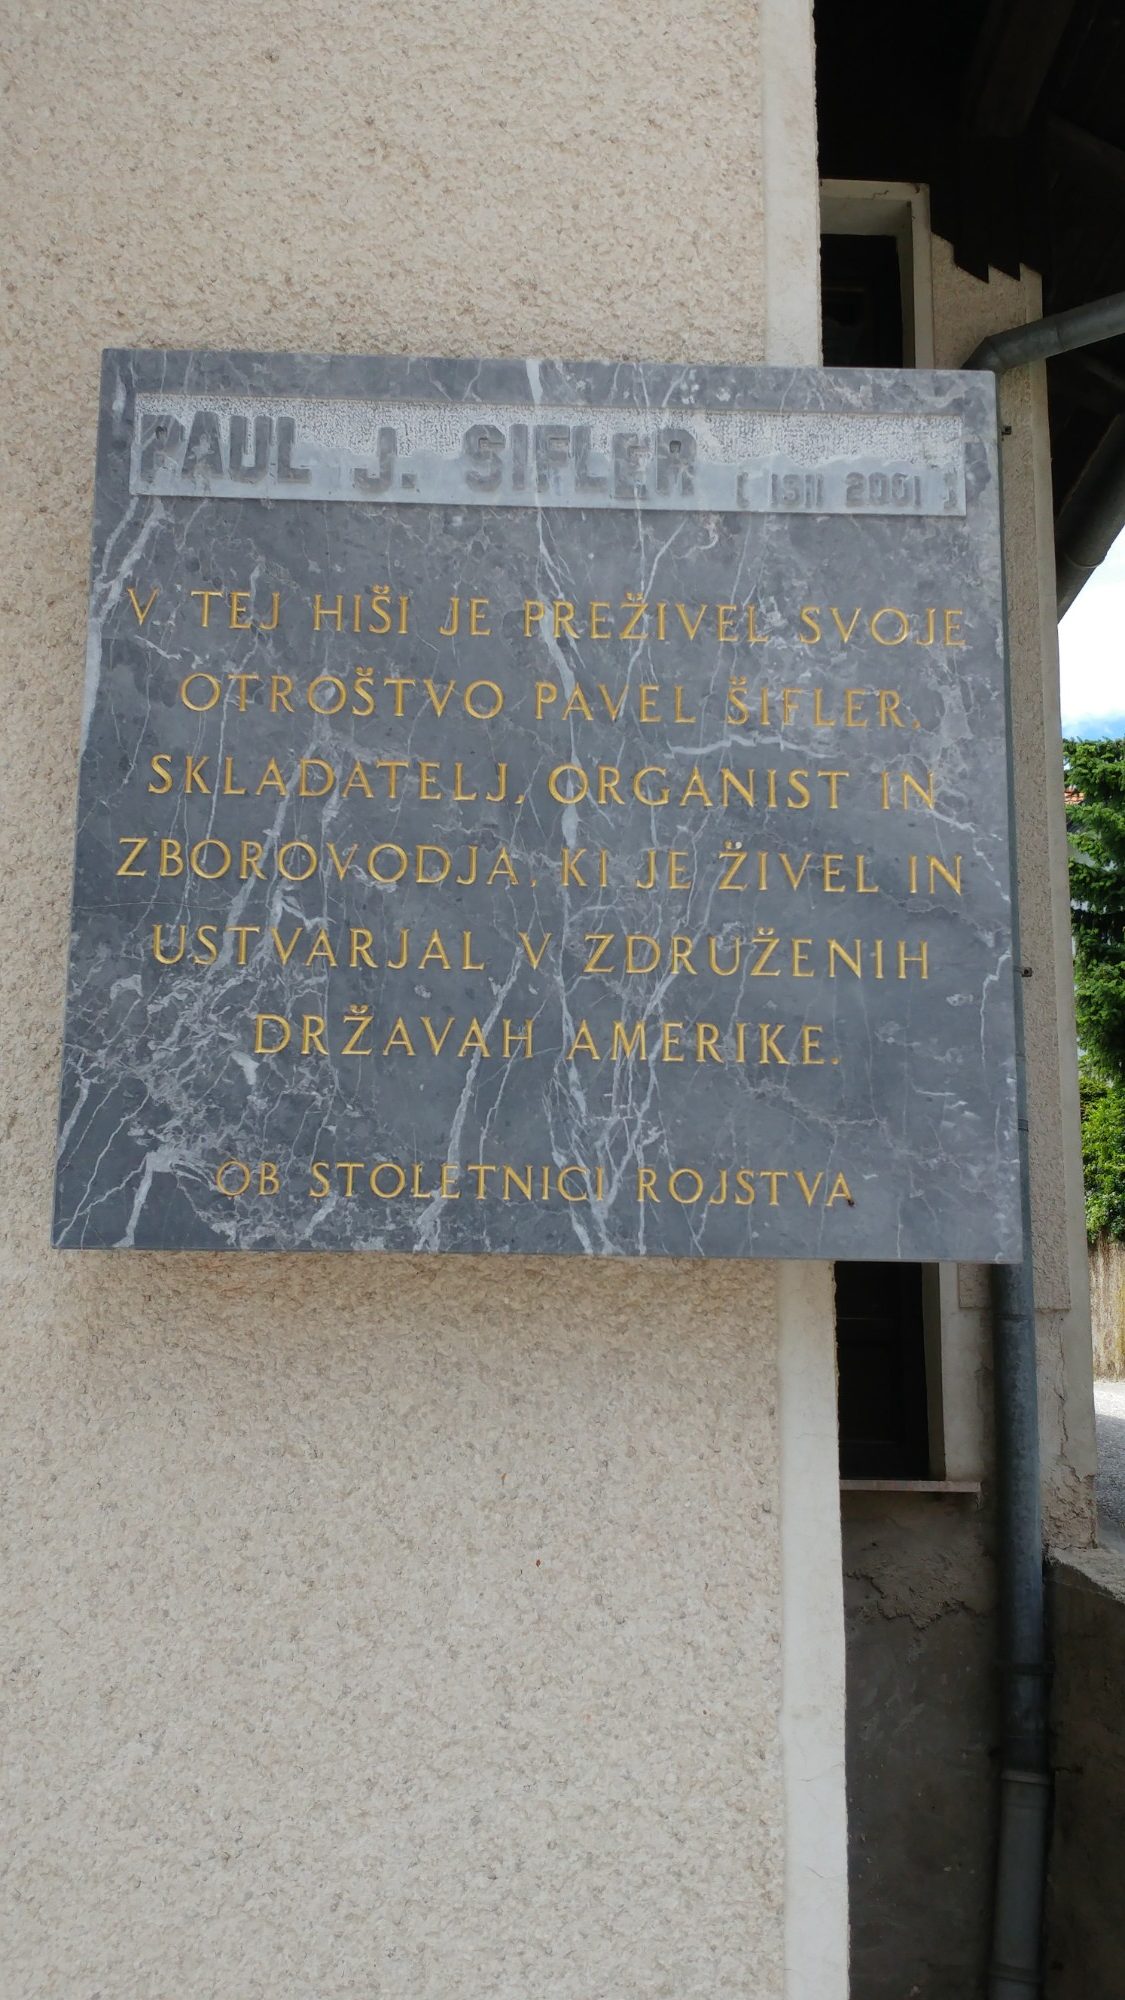 PAUL J. SIFLER ( 1911 2001 )
V TEJ HIŠI JE PREŽIVEL SVOJE
OTROŠTVO PAVEL ŠIFLER,
SKLADATELJ, ORGANIST IN
ZBOROVODJA, KI JE ŽIVEL IN
USTVARJAL V ZDRUŽENIH
DRŽAVAH AMERIKE.
OB STOLETNICI ROJSTVA